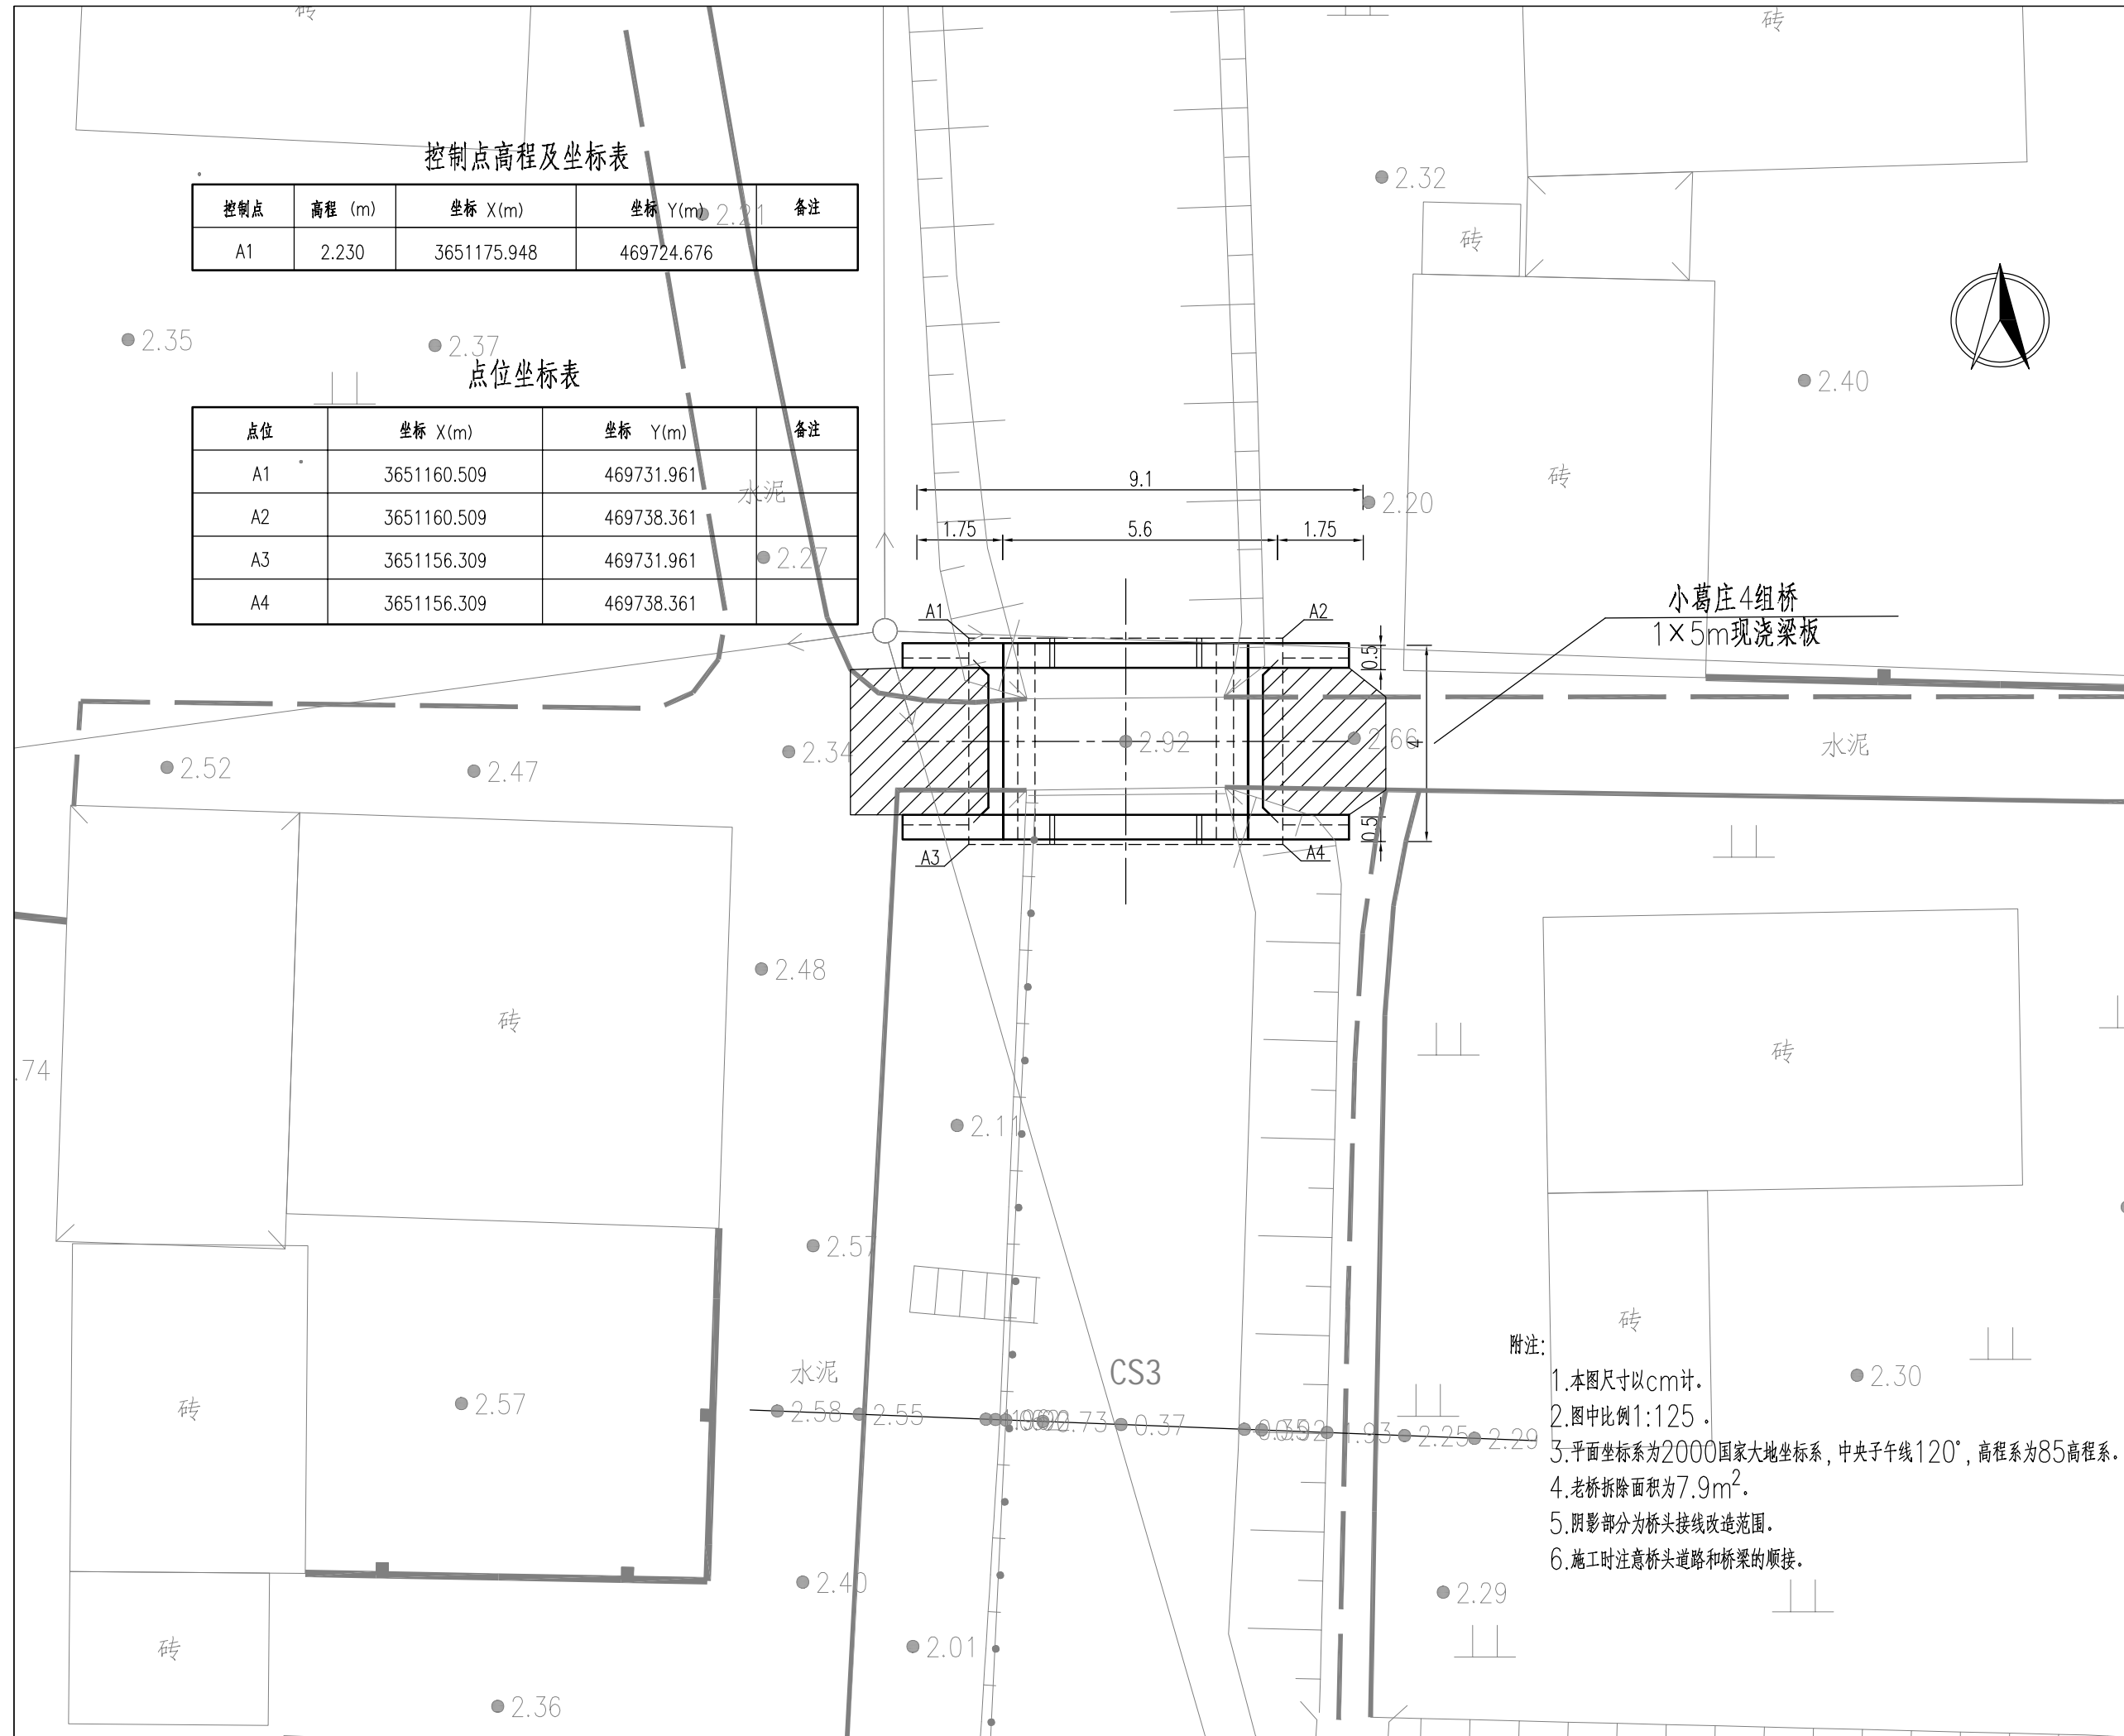 砖
砖
控制点高程及坐标表
控制点 高程 (m) 坐标 X(m) 坐标 Y(m) 备注
A1 2.230 3651175.948 469724.676
2.21
2.32
砖
2.35
2.37
2.40
点位坐标表
点位 坐标 X(m) 坐标 Y(m) 备注
A1 3651160.509 469731.961
A2 3651160.509 469738.361
A3 3651156.309 469731.961
A4 3651156.309 469738.361
水泥
2.27
9.1
2.20
砖
1.75 5.6 1.75
A1
A2
小葛庄4组桥
1×5m现浇梁板
0.5
4
0.5
2.52
2.47
2.34
2.92
2.66
水泥
A3
A4
2.48
砖
砖
.74
2.11
2.57
砖
CS3
水泥
2.58
2.55
.73
0.37
1.93
2.25
2.29
砖
2.57
2.30
附注:
1.本图尺寸以cm计。
2.图中比例1:125。
3.平面坐标系为2000国家大地坐标系,中央子午线120°,高程系为85高程系。
4.老桥拆除面积为7.9m²。
5.阴影部分为桥头接线改造范围。
6.施工时注意桥头道路和桥梁的顺接。
2.40
2.29
砖
2.01
2.36